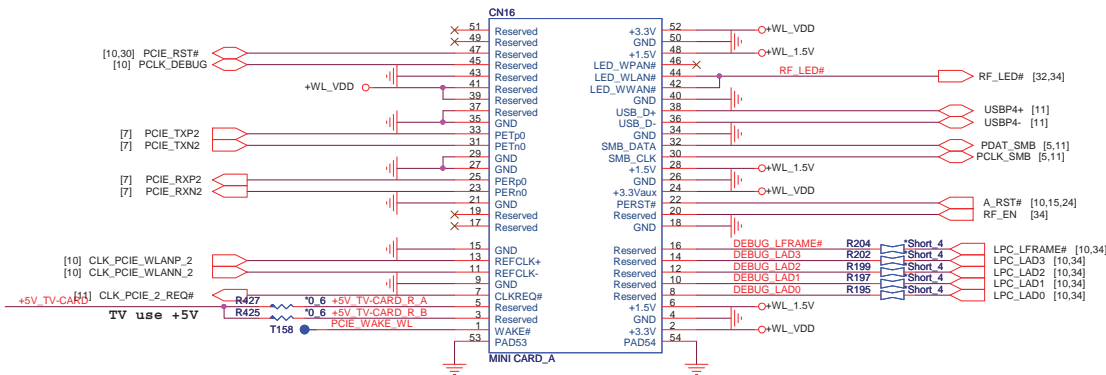 CN16
51 Reserved +3.3V 52 +WL_VDD
49 Reserved GND 50
[10,30] PCIE_RST# 47 Reserved +1.5V 48 +WL_1.5V
[10] PCLK_DEBUG 45 Reserved LED_WPAN# 46
43 Reserved LED_WLAN# 44 RF_LED# RF_LED# [32,34]
+WL_VDD 41 Reserved LED_WWAN# 42
39 Reserved GND 40
37 Reserved USB_D+ 38 USBP4+ [11]
35 GND USB_D- 36 USBP4- [11]
[7] PCIE_TXP2 33 PETp0 GND 34
[7] PCIE_TXN2 31 PETn0 SMB_DATA 32 PDAT_SMB [5,11]
29 GND SMB_CLK 30 PCLK_SMB [5,11]
27 GND +1.5V 28 +WL_1.5V
[7] PCIE_RXP2 25 PERp0 GND 26
[7] PCIE_RXN2 23 PERn0 +3.3Vaux 24 +WL_VDD
21 GND PERST# 22 A_RST# [10,15,24]
19 Reserved Reserved 20 RF_EN [34]
17 Reserved GND 18
15 GND Reserved 16 DEBUG_LFRAME# R204 *Short_4 LPC_LFRAME# [10,34]
[10] CLK_PCIE_WLANP_2 13 REFCLK+ Reserved 14 DEBUG_LAD3 R202 *Short_4 LPC_LAD3 [10,34]
[10] CLK_PCIE_WLANN_2 11 REFCLK- Reserved 12 DEBUG_LAD2 R199 *Short_4 LPC_LAD2 [10,34]
9 GND Reserved 10 DEBUG_LAD1 R197 *Short_4 LPC_LAD1 [10,34]
[11] CLK_PCIE_2_REQ# 7 CLKREQ# Reserved 8 DEBUG_LAD0 R195 *Short_4 LPC_LAD0 [10,34]
+5V_TV-CARD R427 *0_6 +5V_TV-CARD_R_A 5 Reserved +1.5V 6 +WL_1.5V
TV use +5V R425 *0_6 +5V_TV-CARD_R_B 3 Reserved GND 4
T158 PCIE_WAKE_WL 1 WAKE# +3.3V 2 +WL_VDD
53 PAD53 PAD54 54
MINI CARD_A